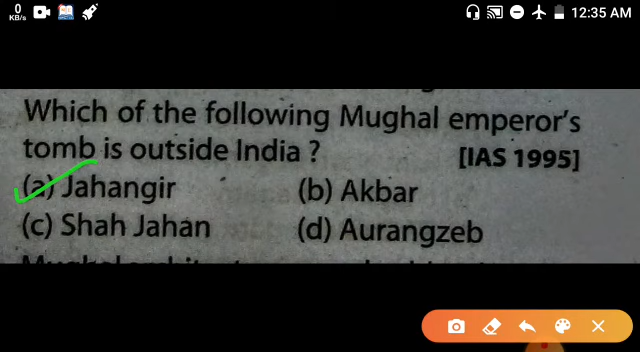 0
KB/s
12:35 AM
Which of the following Mughal emperor's
tomb is outside India ?
[IAS 1995]
(a) Jahangir
(b) Akbar
(c) Shah Jahan
(d) Aurangzeb